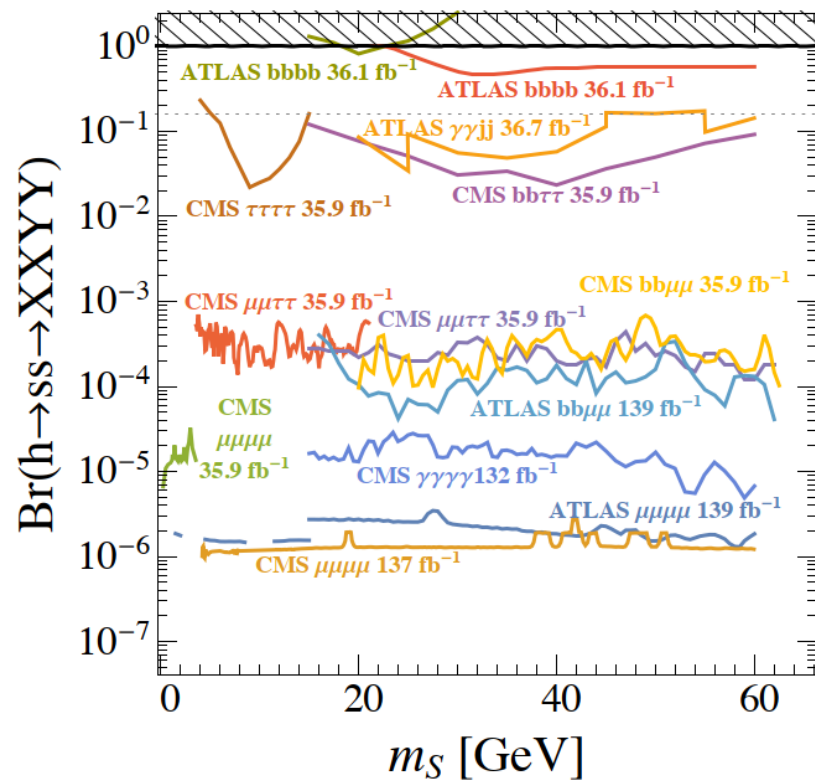 Br(h→ss→XXYY)
10⁰
10⁻¹
10⁻²
10⁻³
10⁻⁴
10⁻⁵
10⁻⁶
10⁻⁷
ATLAS bbbb 36.1 fb⁻¹
ATLAS bbbb 36.1 fb⁻¹
ATLAS γγjj 36.7 fb⁻¹
CMS bbττ 35.9 fb⁻¹
CMS ττττ 35.9 fb⁻¹
CMS bbμμ 35.9 fb⁻¹
CMS μμττ 35.9 fb⁻¹
CMS μμττ 35.9 fb⁻¹
CMS
μμμμ
35.9 fb⁻¹
ATLAS bbμμ 139 fb⁻¹
CMS γγγγ132 fb⁻¹
ATLAS μμμμ 139 fb⁻¹
CMS μμμμ 137 fb⁻¹
0 20 40 60
m_S [GeV]